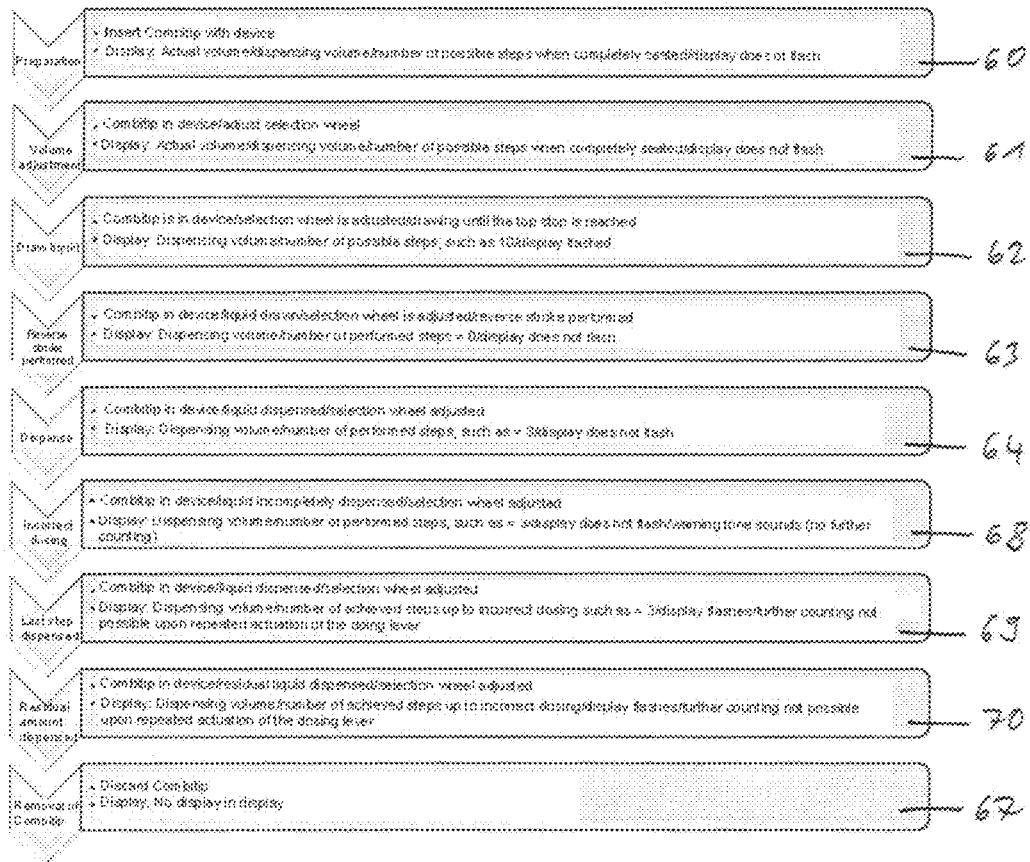 Preparation
• Insert Combitip with device
• Display: Actual volume/dispensing volume/number of possible steps when completely seated/display does not flash
60
Volume
adjustment
• Combitip in device/adjust selection wheel
• Display: Actual volume/dispensing volume/number of possible steps when completely seated/display does not flash
61
Draw liquid
• Combitip is in device/selection wheel is adjusted/drawing until the top stop is reached
• Display: Dispensing volume/number of possible steps, such as 10/display flashed
62
Reverse
stroke
performed
• Combitip in device/liquid drawn/selection wheel is adjusted/reverse stroke performed
• Display: Dispensing volume/number of performed steps = 0/display does not flash
63
Dispense
• Combitip in device/liquid dispensed/selection wheel adjusted
• Display: Dispensing volume/number of performed steps, such as = 3/display does not flash
64
Incorrect
dosing
• Combitip in device/liquid incompletely dispensed/selection wheel adjusted
• Display: Dispensing volume/number of performed steps, such as = 3/display does not flash/warning tone sounds (no further
counting)
68
Last step
dispensed
• Combitip in device/liquid dispensed/selection wheel adjusted
• Display: Dispensing volume/number of achieved steps up to incorrect dosing such as = 3/display flashes/further counting not
possible upon repeated actuation of the doing lever
69
Residual
amount
dispensed
• Combitip in device/residual liquid dispensed/selection wheel adjusted
• Display: Dispensing volume/number of achieved steps up to incorrect dosing/display flashes/further counting not possible
upon repeated actuation of the dosing lever
70
Removal of
Combitip
• Discard Combitip
• Display: No display in display
67